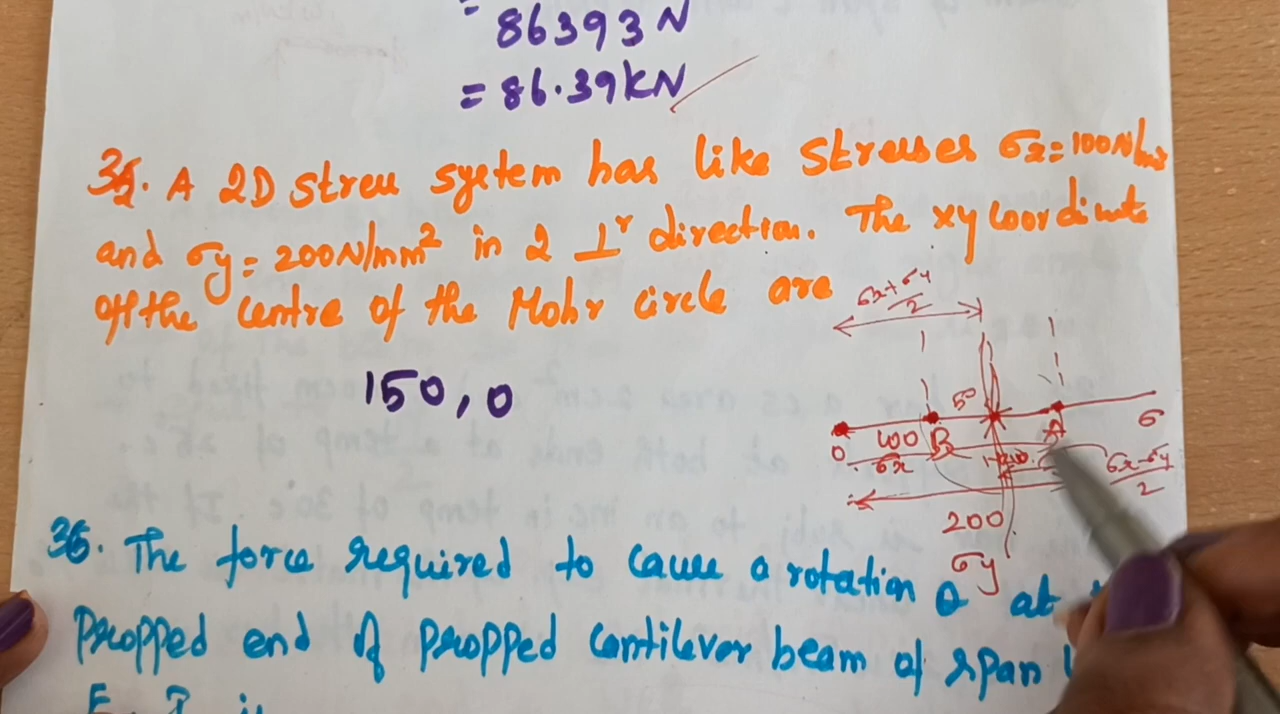 =
86393 N
= 86.39 kN
35. A 2D stress system has like stresses σx = 100 N/mm²
and σy = 200 N/mm² in 2 ⊥r direction. The xy coordinate
off the centre of the Mohr circle are
σx+σy
2
150, 0
50
σ
O 100 B A
σx
σx-σy
2
200
σy
36. The force required to cause a rotation θ at
propped end of propped cantilever beam of span